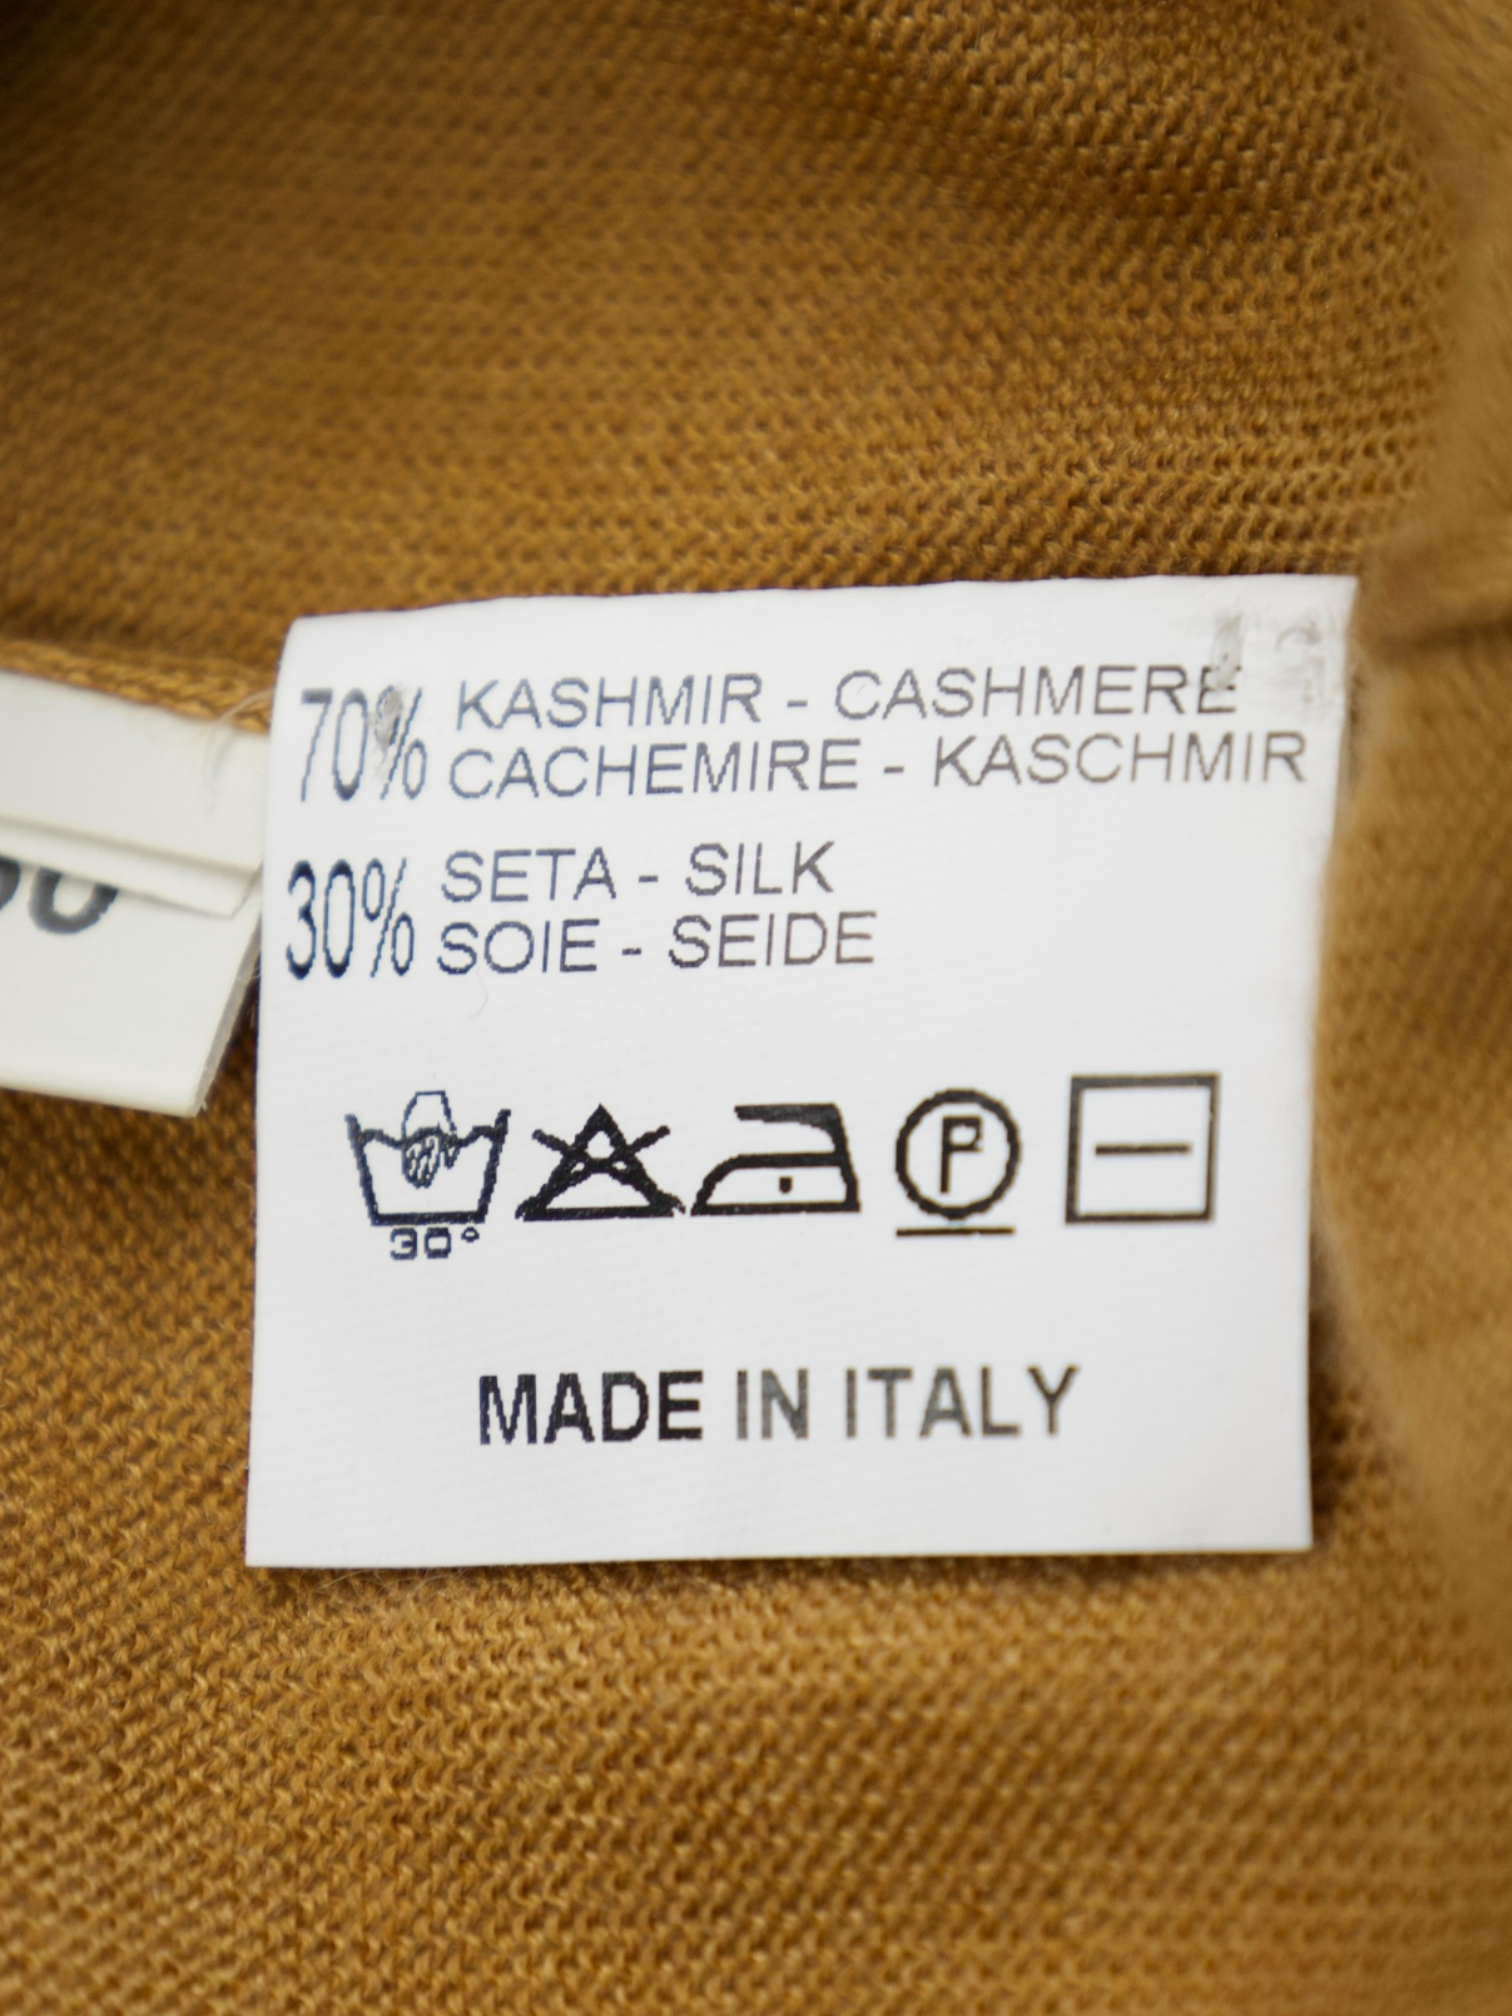 70% KASHMIR - CASHMERE
CACHEMIRE - KASCHMIR
30% SETA - SILK
SOIE - SEIDE
30°
P
MADE IN ITALY